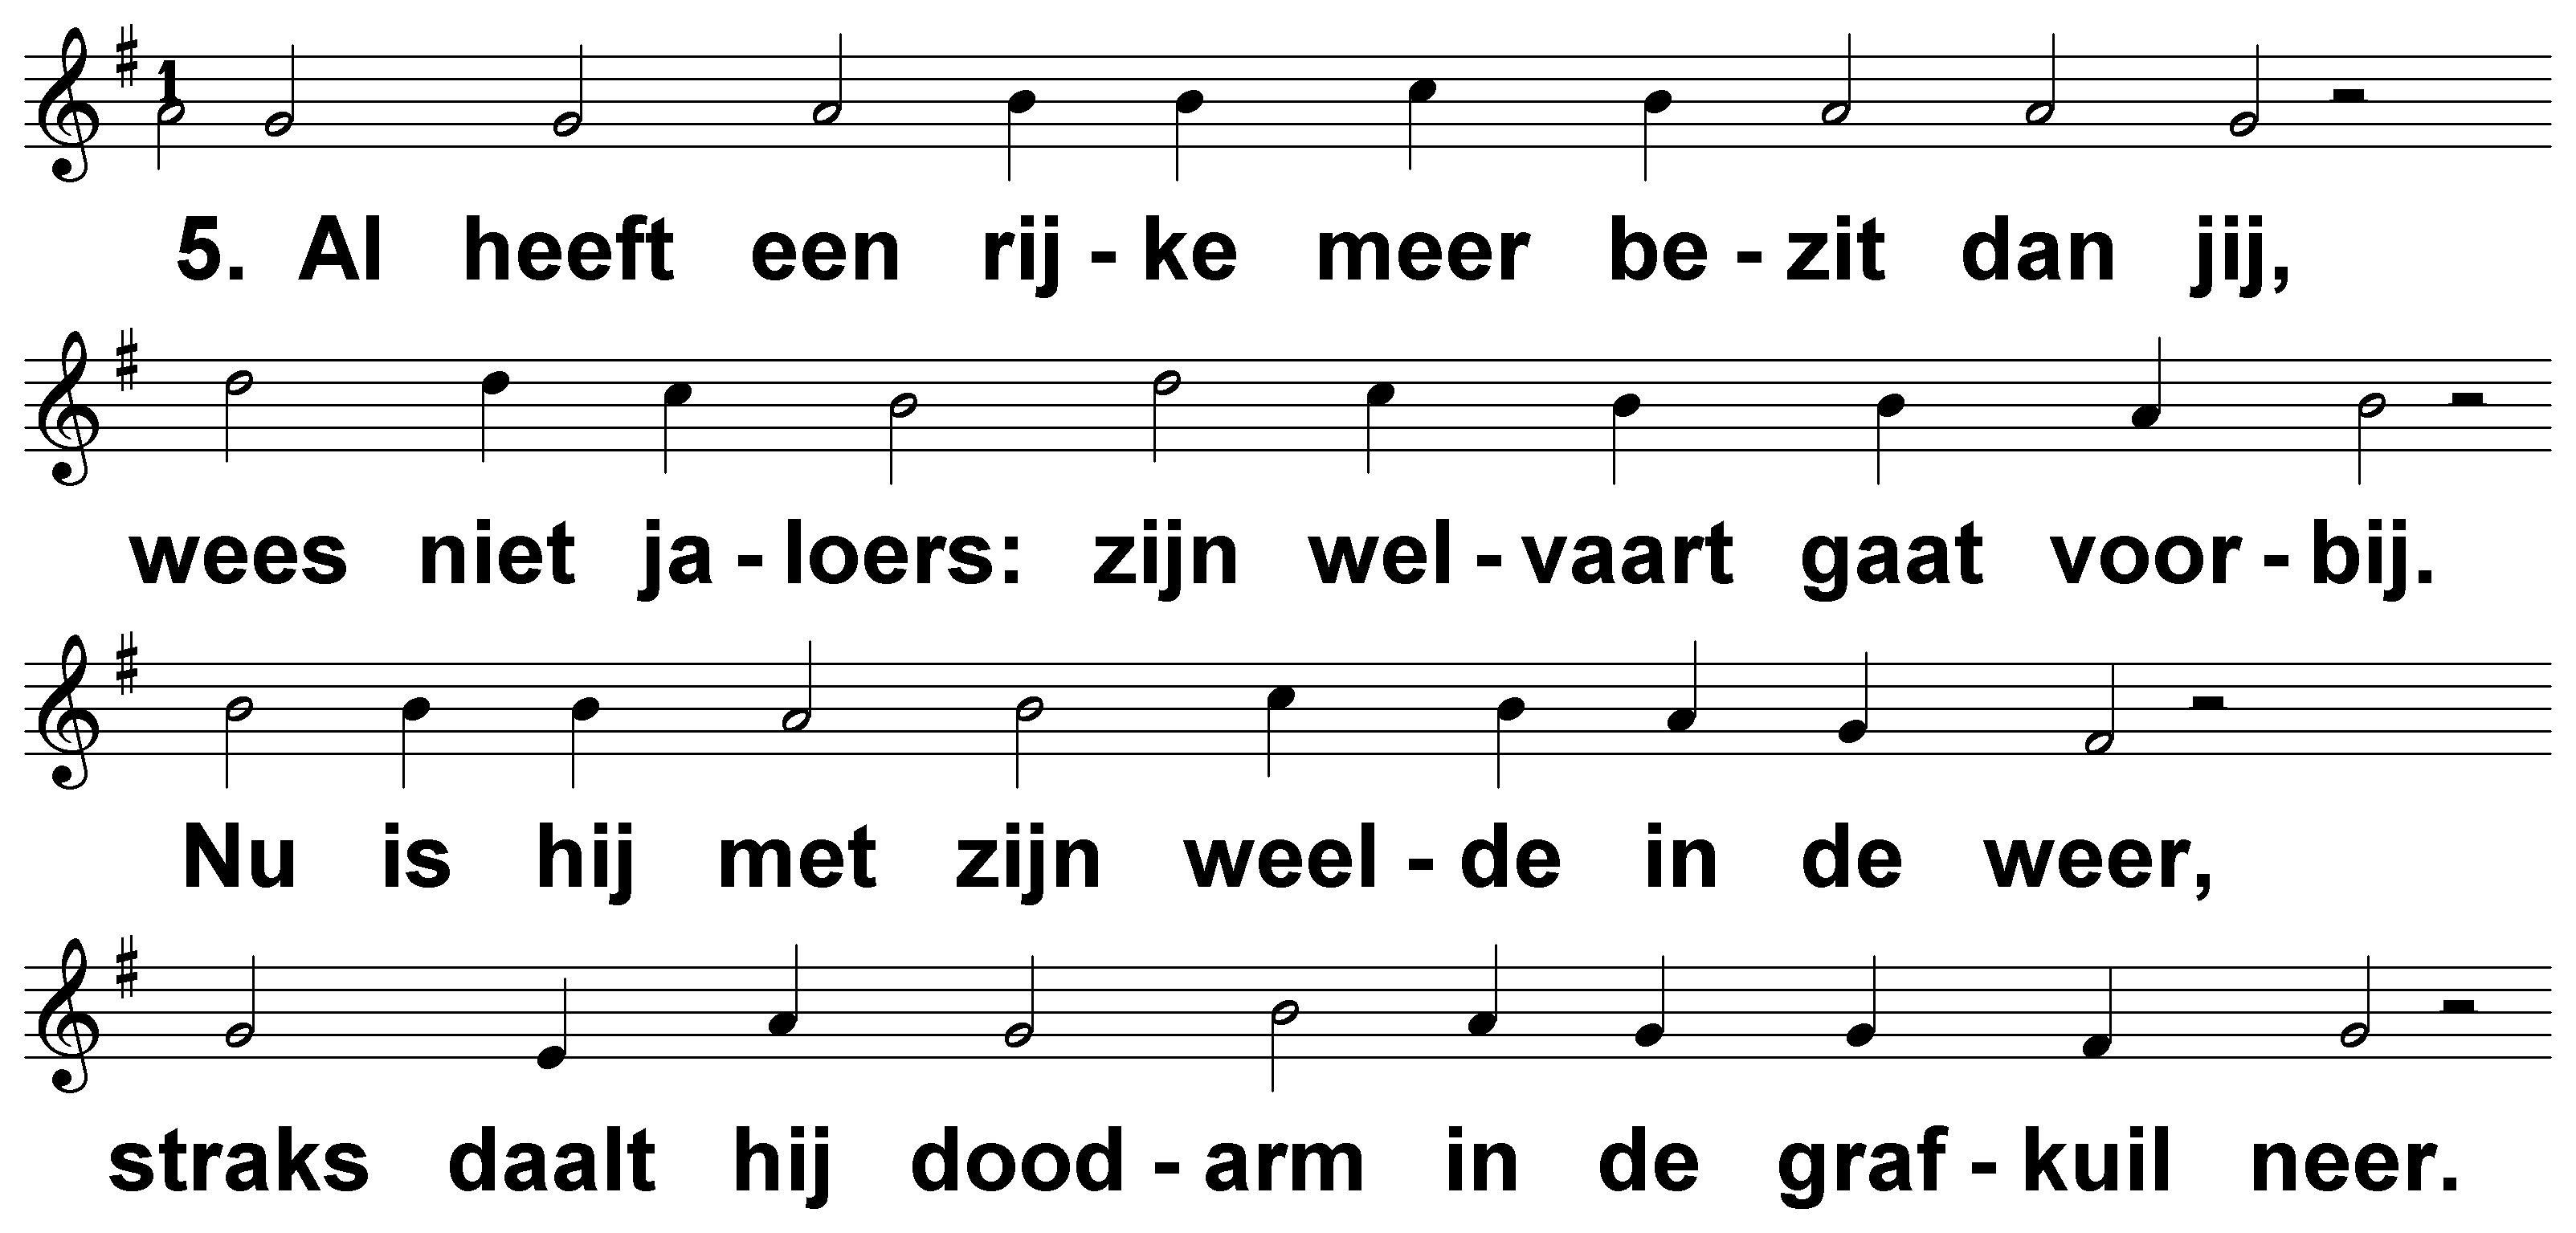 1
5. Al heeft een rij - ke meer be - zit dan jij,
wees niet ja - loers: zijn wel - vaart gaat voor - bij.
Nu is hij met zijn weel - de in de weer,
straks daalt hij dood - arm in de graf - kuil neer.